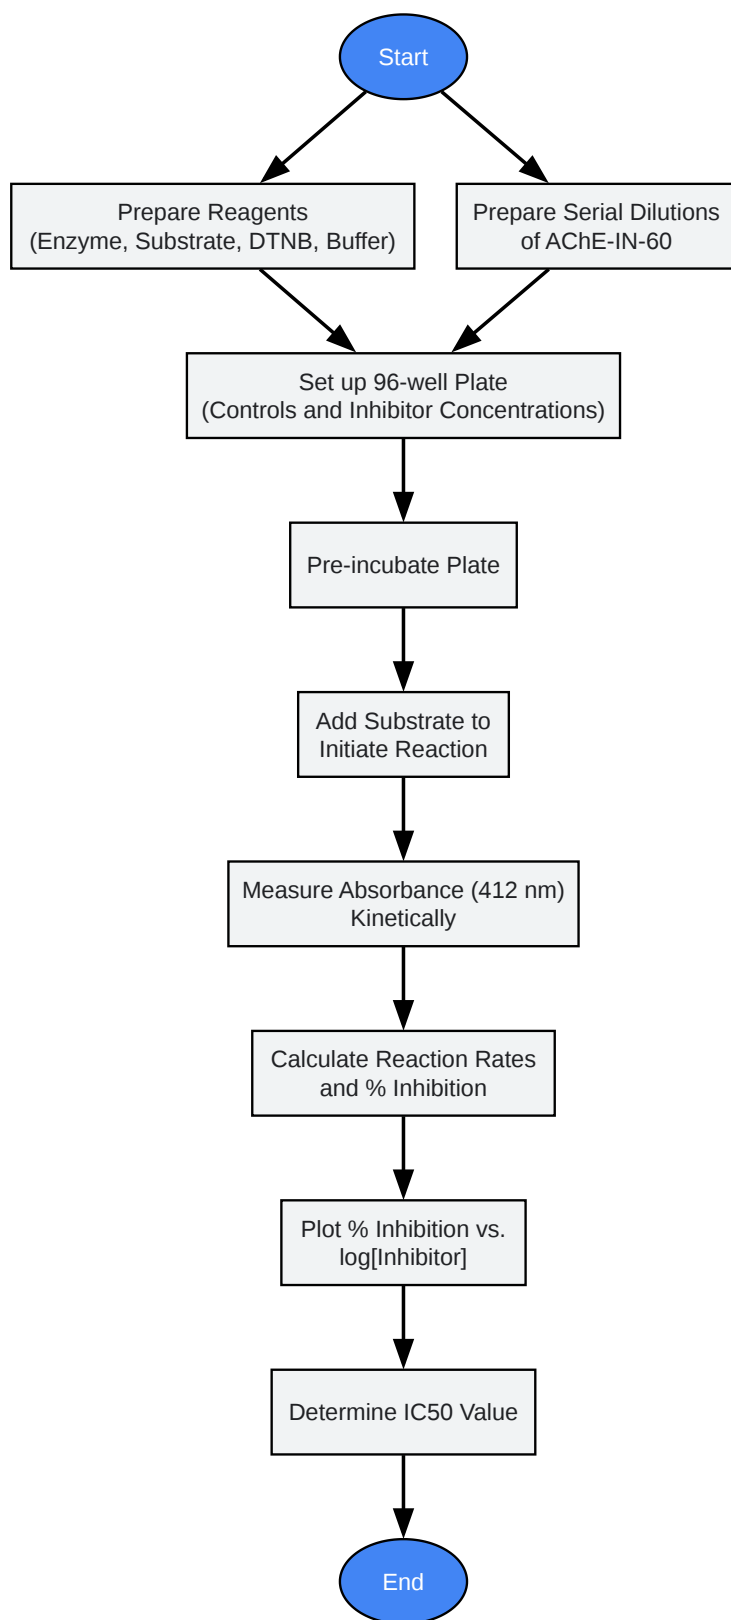 Start
Prepare Reagents
(Enzyme, Substrate, DTNB, Buffer)
Prepare Serial Dilutions
of AChE-IN-60
Set up 96-well Plate
(Controls and Inhibitor Concentrations)
Pre-incubate Plate
Add Substrate to
Initiate Reaction
Measure Absorbance (412 nm)
Kinetically
Calculate Reaction Rates
and % Inhibition
Plot % Inhibition vs.
log[Inhibitor]
Determine IC50 Value
End